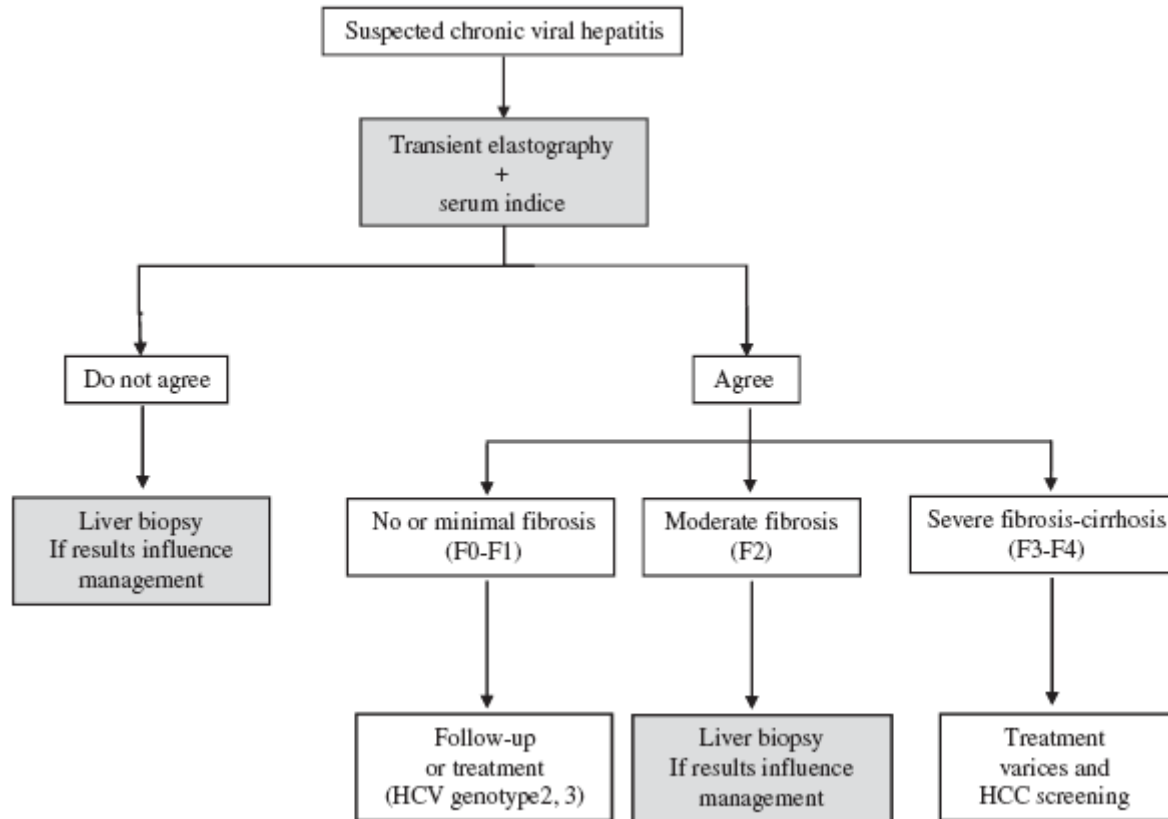 Suspected chronic viral hepatitis
Transient elastography
+
serum indice
Do not agree
Agree
Liver biopsy
If results influence
management
No or minimal fibrosis
(F0-F1)
Moderate fibrosis
(F2)
Severe fibrosis-cirrhosis
(F3-F4)
Follow-up
or treatment
(HCV genotype2, 3)
Liver biopsy
If results influence
management
Treatment
varices and
HCC screening